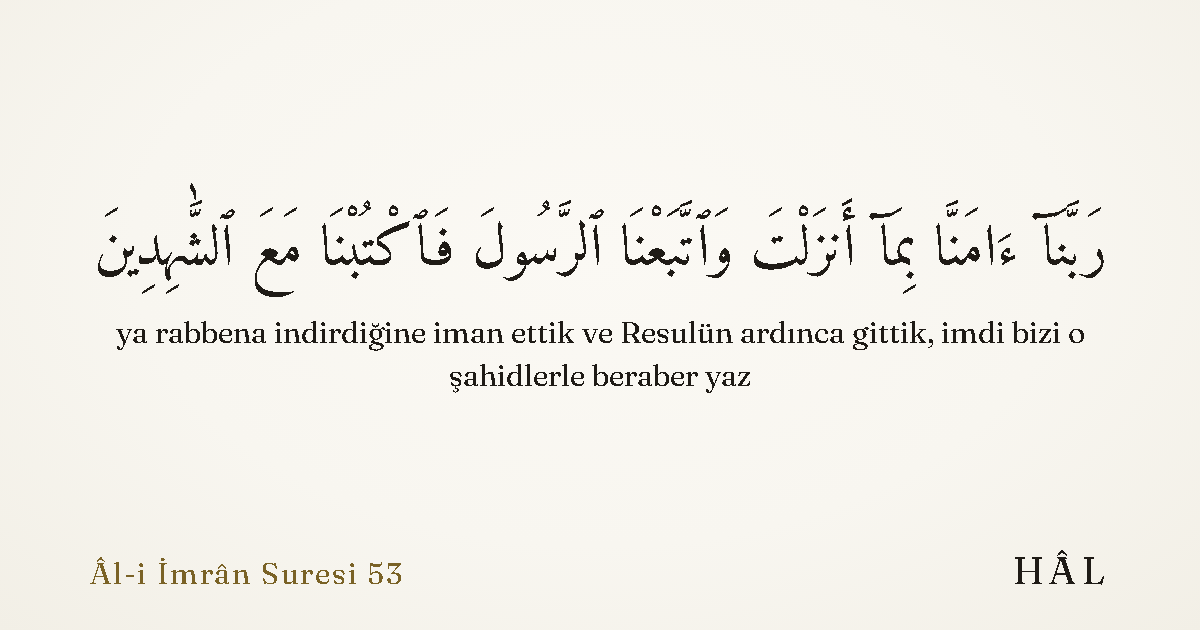 رَبَّنَآ ءَامَنَّا بِمَآ أَنزَلْتَ وَٱتَّبَعْنَا ٱلرَّسُولَ فَٱكْتُبْنَا مَعَ ٱلشَّٰهِدِينَ
ya rabbena indirdiğine iman ettik ve Resulün ardınca gittik, imdi bizi o
şahidlerle beraber yaz
Âl-i İmrân Suresi 53
HÂL